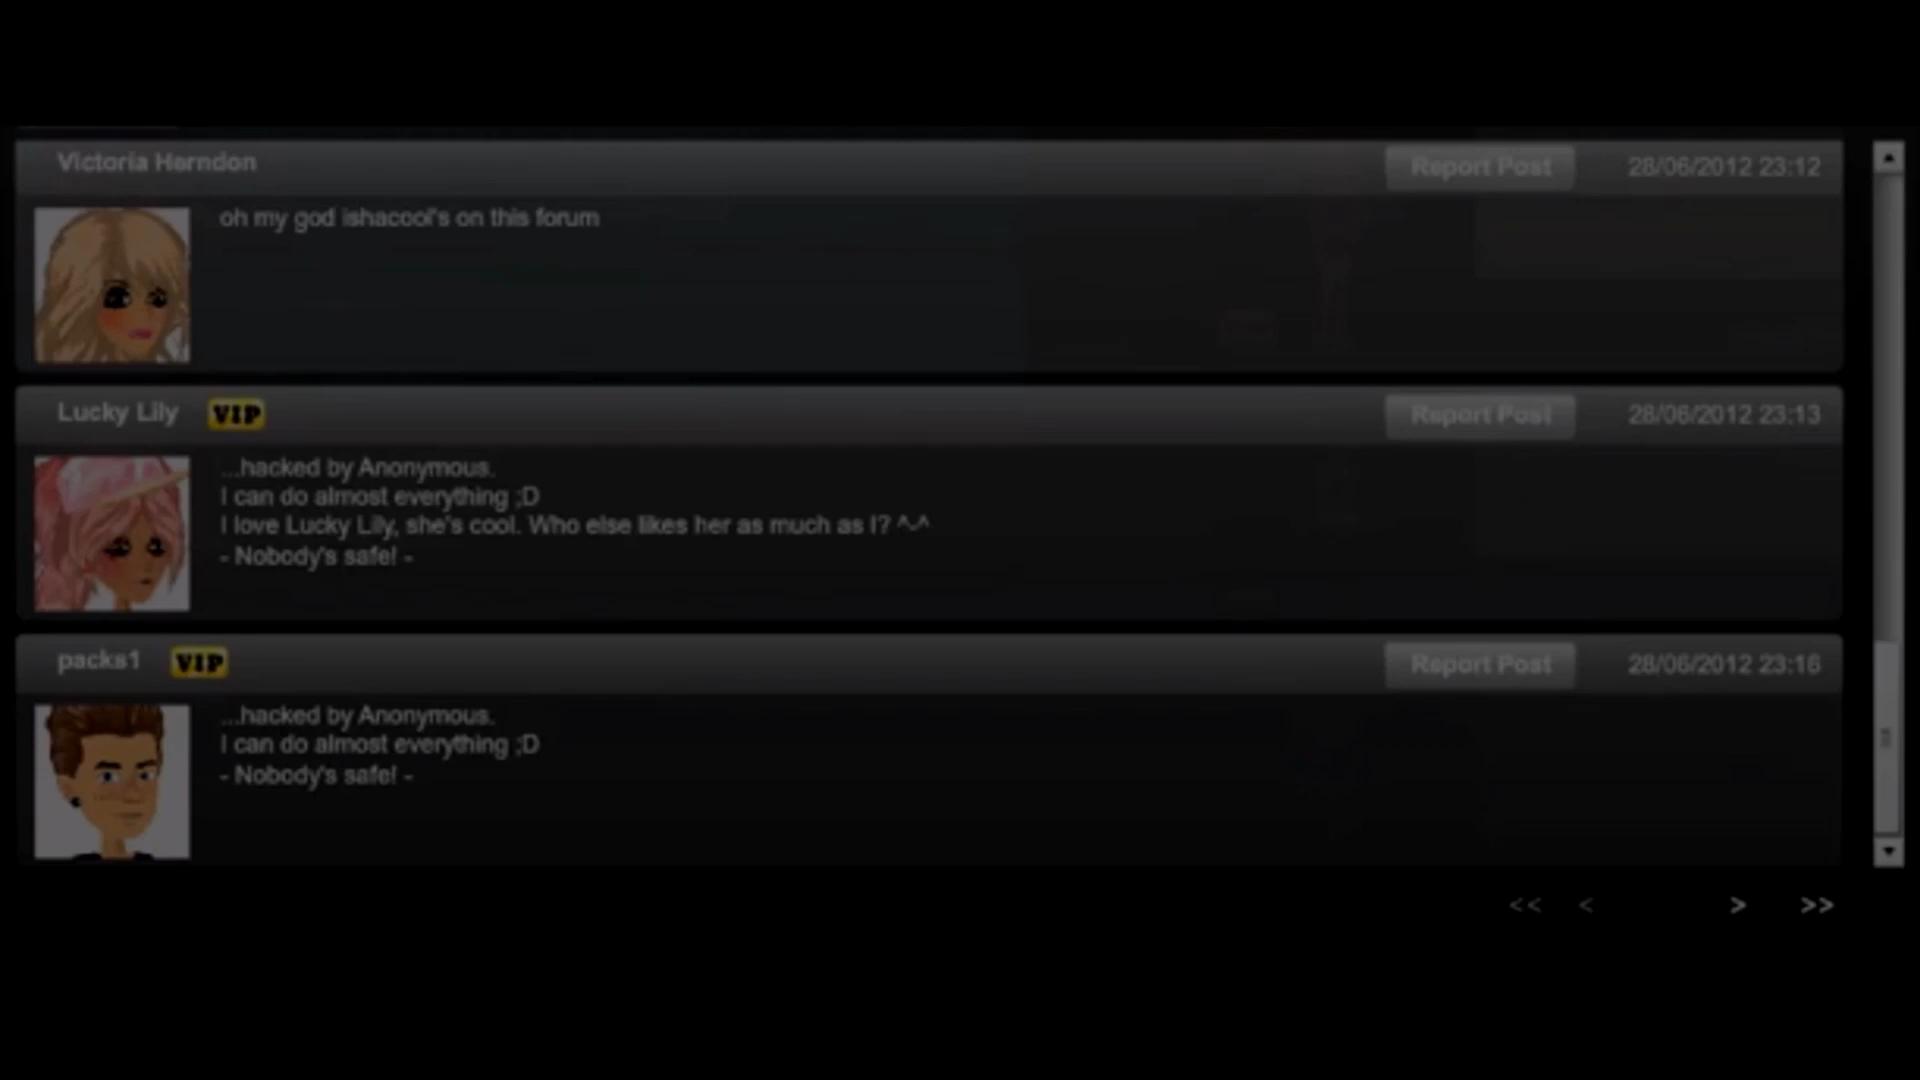 Victoria Herndon
Report Post
28/06/2012 23:12
oh my god ishacool's on this forum
Lucky Lily VIP
Report Post
28/06/2012 23:13
...hacked by Anonymous.
I can do almost everything ;D
I love Lucky Lily, she's cool. Who else likes her as much as I? ^-^
- Nobody's safe! -
packs1 VIP
Report Post
28/06/2012 23:16
...hacked by Anonymous.
I can do almost everything ;D
- Nobody's safe! -
<< < > >>